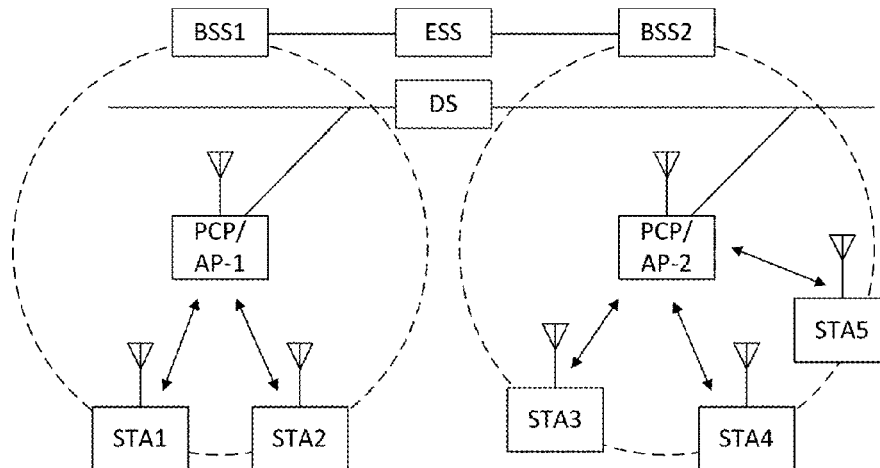 BSS1
ESS
BSS2
DS
PCP/
AP-1
PCP/
AP-2
STA5
STA3
STA1
STA2
STA4